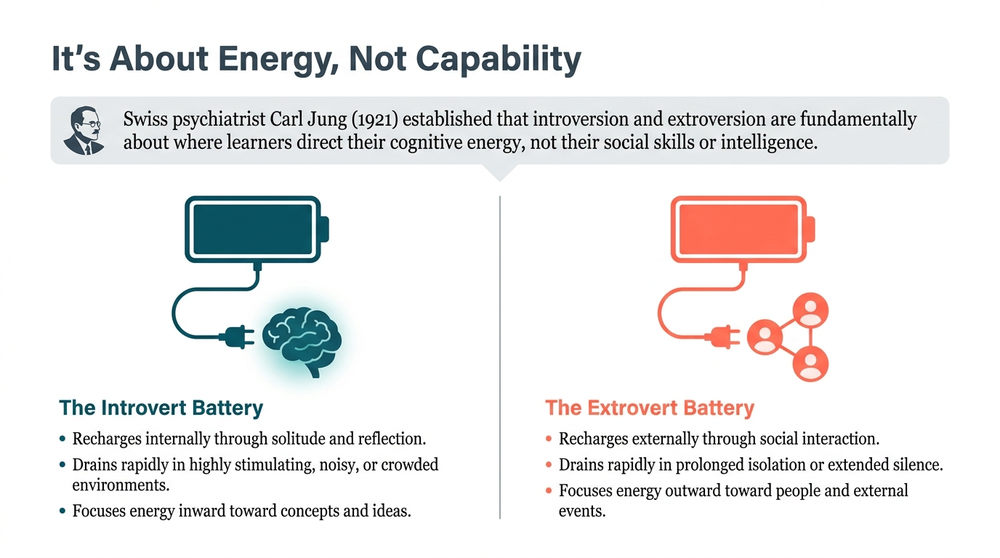 It's About Energy, Not Capability
Swiss psychiatrist Carl Jung (1921) established that introversion and extroversion are fundamentally
about where learners direct their cognitive energy, not their social skills or intelligence.
The Introvert Battery
• Recharges internally through solitude and reflection.
• Drains rapidly in highly stimulating, noisy, or crowded
environments.
• Focuses energy inward toward concepts and ideas.
The Extrovert Battery
• Recharges externally through social interaction.
• Drains rapidly in prolonged isolation or extended silence.
• Focuses energy outward toward people and external
events.